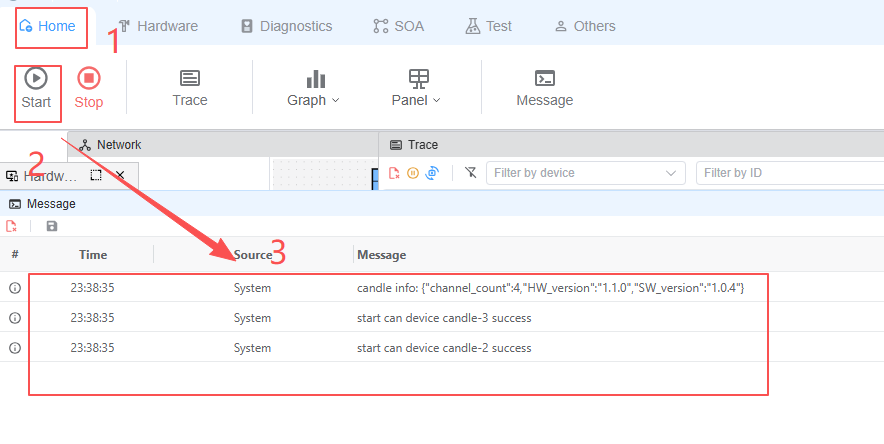 Home Hardware Diagnostics SOA Test Others
1
Start Stop Trace Graph Panel Message
Network Trace
2
Hardw... Filter by device Filter by ID
Message
3
# Time Source Message
23:38:35 System candle info: {"channel_count":4,"HW_version":"1.1.0","SW_version":"1.0.4"}
23:38:35 System start can device candle-3 success
23:38:35 System start can device candle-2 success